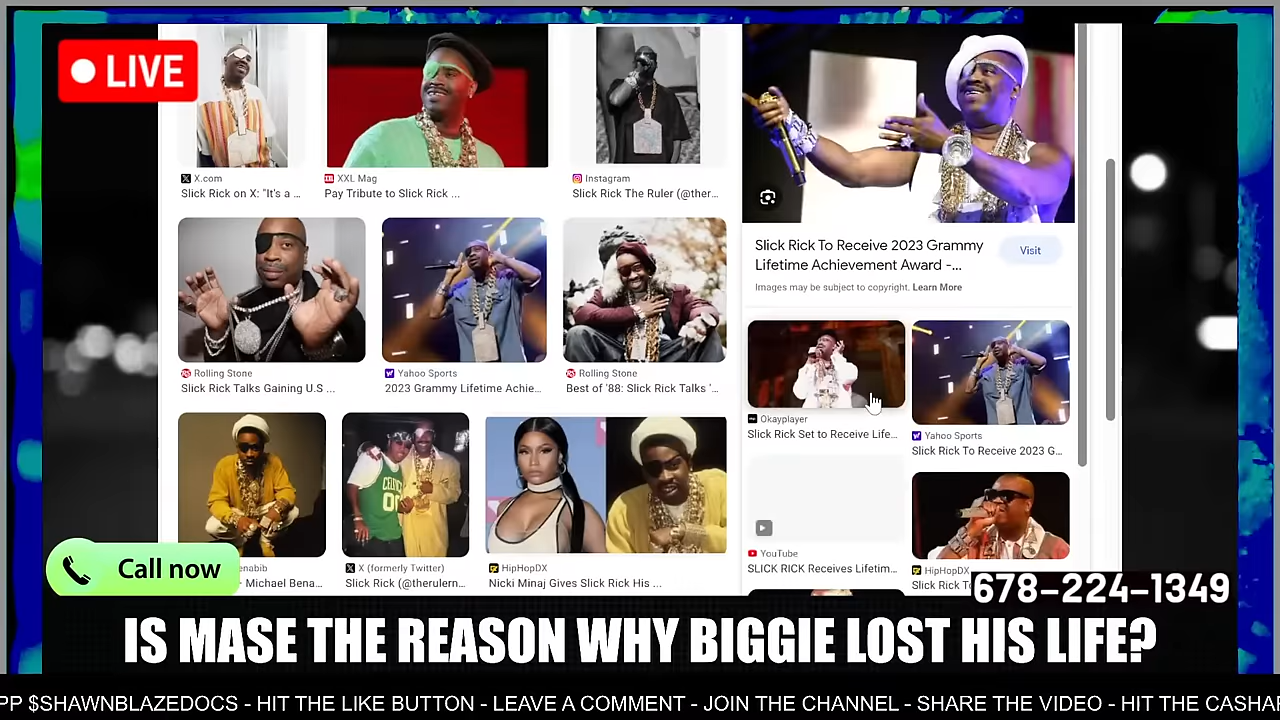 LIVE
X.com
Slick Rick on X: "It's a ...
XXL Mag
Pay Tribute to Slick Rick ...
Instagram
Slick Rick The Ruler (@ther...
Slick Rick To Receive 2023 Grammy
Lifetime Achievement Award -...
Visit
Images may be subject to copyright. Learn More
Rolling Stone
Slick Rick Talks Gaining U.S ...
Yahoo Sports
2023 Grammy Lifetime Achie...
Rolling Stone
Best of '88: Slick Rick Talks '...
Okayplayer
Slick Rick Set to Receive Life...
Yahoo Sports
Slick Rick To Receive 2023 G...
CELTICS
00
enabib
- Michael Bena...
X (formerly Twitter)
Slick Rick (@therulern...
HipHopDX
Nicki Minaj Gives Slick Rick His ...
YouTube
SLICK RICK Receives Lifetim...
HipHopDX
Slick Rick To
Call now
678-224-1349
IS MASE THE REASON WHY BIGGIE LOST HIS LIFE?
PP $SHAWNBLAZEDOCS - HIT THE LIKE BUTTON - LEAVE A COMMENT - JOIN THE CHANNEL - SHARE THE VIDEO - HIT THE CASHAP